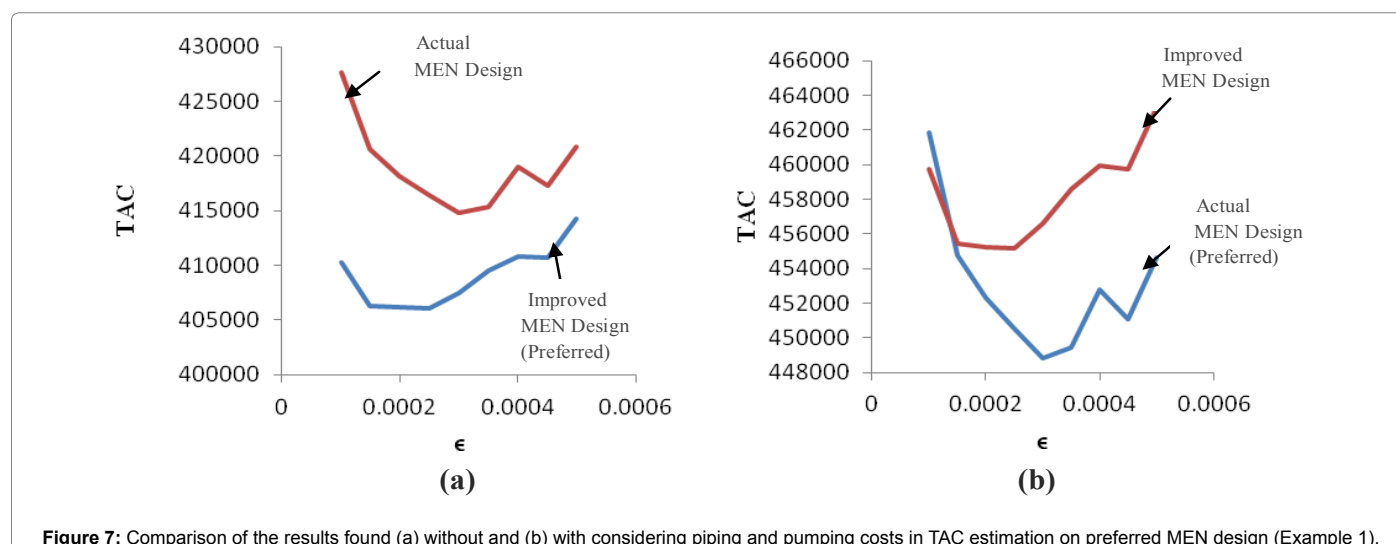 430000
425000
420000
415000
410000
405000
400000
TAC
0
0.0002
0.0004
0.0006
ϵ
Actual
MEN Design
Improved
MEN Design
(Preferred)
(a)
466000
464000
462000
460000
458000
456000
454000
452000
450000
448000
TAC
0
0.0002
0.0004
0.0006
ϵ
Improved
MEN Design
Actual
MEN Design
(Preferred)
(b)
Figure 7: Comparison of the results found (a) without and (b) with considering piping and pumping costs in TAC estimation on preferred MEN design (Example 1).